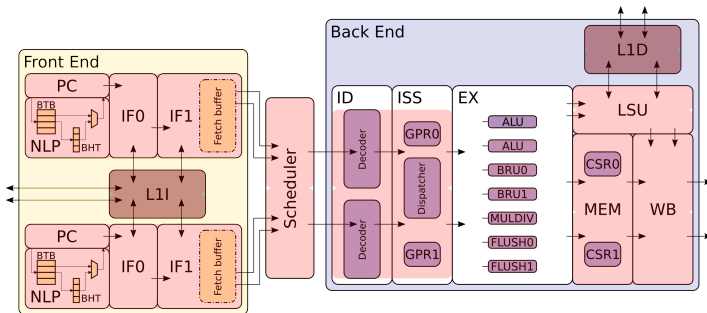 Front End
PC
BTB
NLP
BHT
IF0
IF1
Fetch buffer
L1I
PC
BTB
NLP
BHT
IF0
IF1
Fetch buffer
Scheduler
Back End
L1D
ID
Decoder
Decoder
ISS
GPR0
Dispatcher
GPR1
EX
ALU
ALU
BRU0
BRU1
MULDIV
FLUSH0
FLUSH1
LSU
CSR0
MEM
CSR1
WB